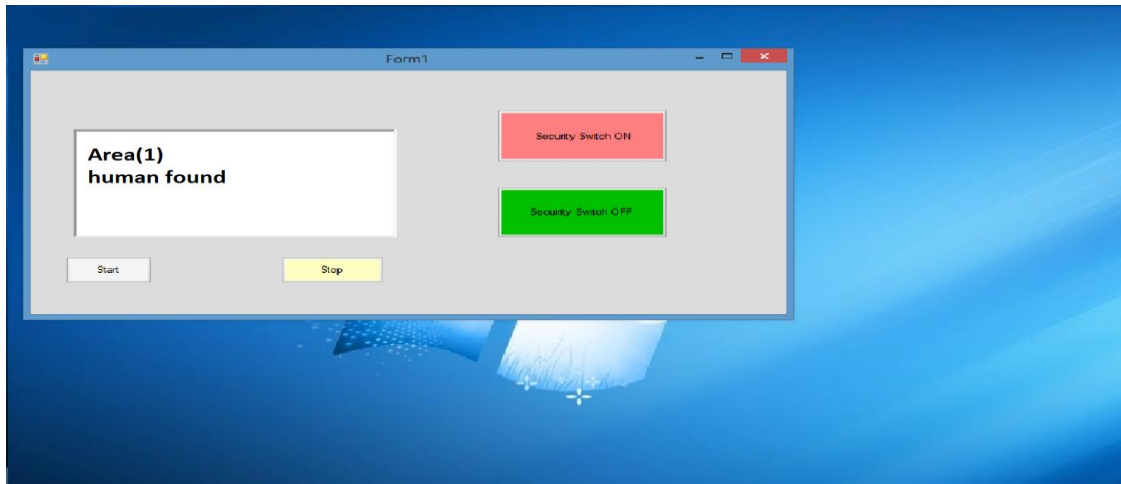 Form1
Area(1)
human found
Security Switch ON
Security Switch OFF
Start
Stop